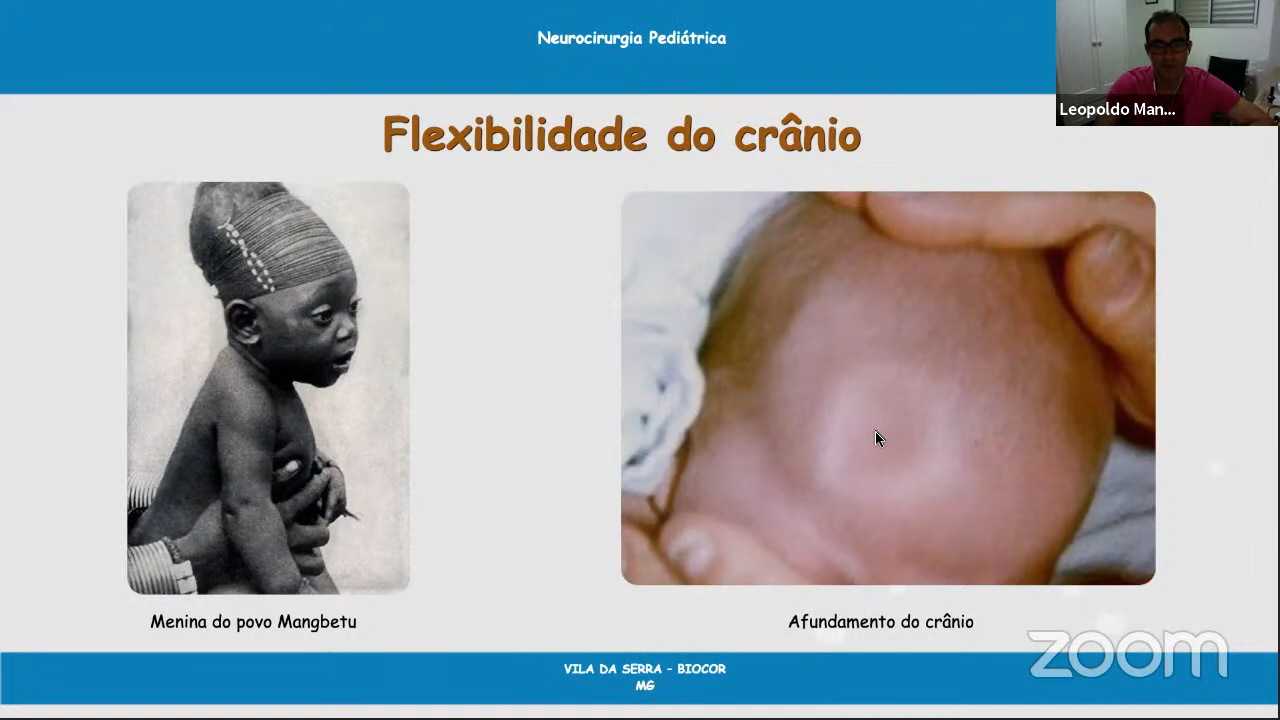 Neurocirurgia Pediátrica
Leopoldo Man...
Flexibilidade do crânio
Menina do povo Mangbetu
Afundamento do crânio
zoom
VILA DA SERRA - BIOCOR
MG